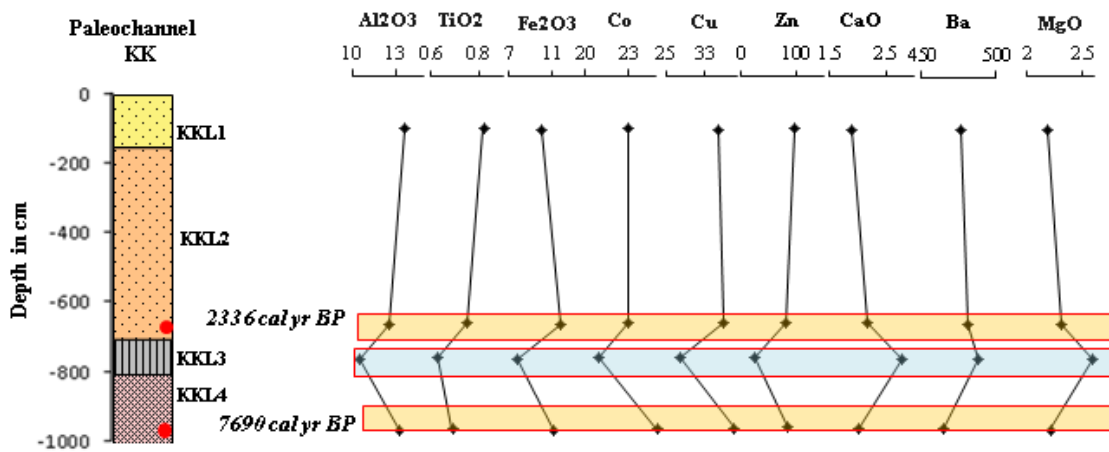 Paleochannel
KK
Al2O3 TiO2 Fe2O3 Co Cu Zn CaO Ba MgO
10 13 0.6 0.8 7 11 20 23 25 33 0 100 1.5 2.5 450 500 2 2.5
0
KKL1
-200
-400
KKL2
Depth in cm
-600
2336 cal yr BP
KKL3
-800
KKL4
7690 cal yr BP
-1000